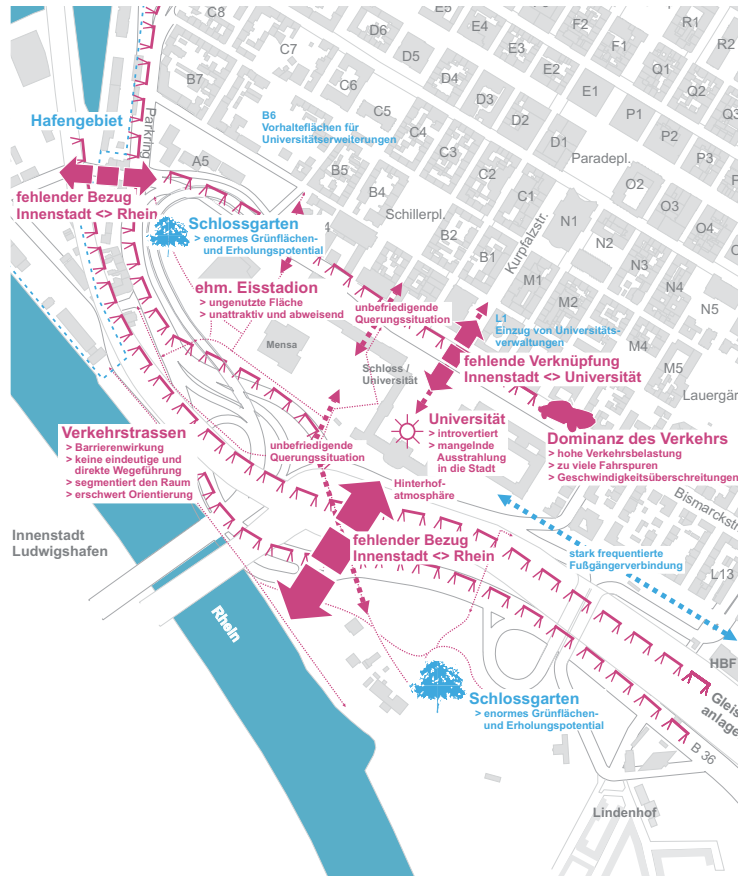 C8
D6
E5
E4
F2
R1
C7
D5
E3
F1
R2
B7
C6
D4
E2
Q1
Q2
Q3
C5
D3
E1
P1
P2
P3
Hafengebiet
Parkring
B6
Vorhalteflächen für
Universitätserweiterungen
C4
D2
D1
Paradepl.
A5
B5
C3
O2
P4
fehlender Bezug
Innenstadt <> Rhein
B4
C2
C1
O3
Schlossgarten
> enormes Grünflächen-
und Erholungspotential
Schillerpl.
B2
Kurpfalzstr.
N1
N2
O4
B1
N3
ehm. Eisstadion
> ungenutzte Fläche
> unattraktiv und abweisend
M1
M2
N4
N5
unbefriedigende
Querungssituation
L1
Einzug von Universitäts-
verwaltungen
Mensa
M4
Schloss /
Universität
fehlende Verknüpfung
Innenstadt <> Universität
M5
Lauergär
Verkehrstrassen
> Barrierenwirkung
> keine eindeutige und
direkte Wegeführung
> segmentiert den Raum
> erschwert Orientierung
unbefriedigende
Querungssituation
Universität
> introvertiert
> mangelnde
Ausstrahlung
in die Stadt
Dominanz des Verkehrs
> hohe Verkehrsbelastung
> zu viele Fahrspuren
> Geschwindigkeitsüberschreitungen
Hinterhof-
atmosphäre
Bismarckstr
Innenstadt
Ludwigshafen
fehlender Bezug
Innenstadt <> Rhein
stark frequentierte
Fußgängerverbindung
L13
Rhein
HBF
Schlossgarten
> enormes Grünflächen-
und Erholungspotential
Gleis
anlage
B 36
Lindenhof